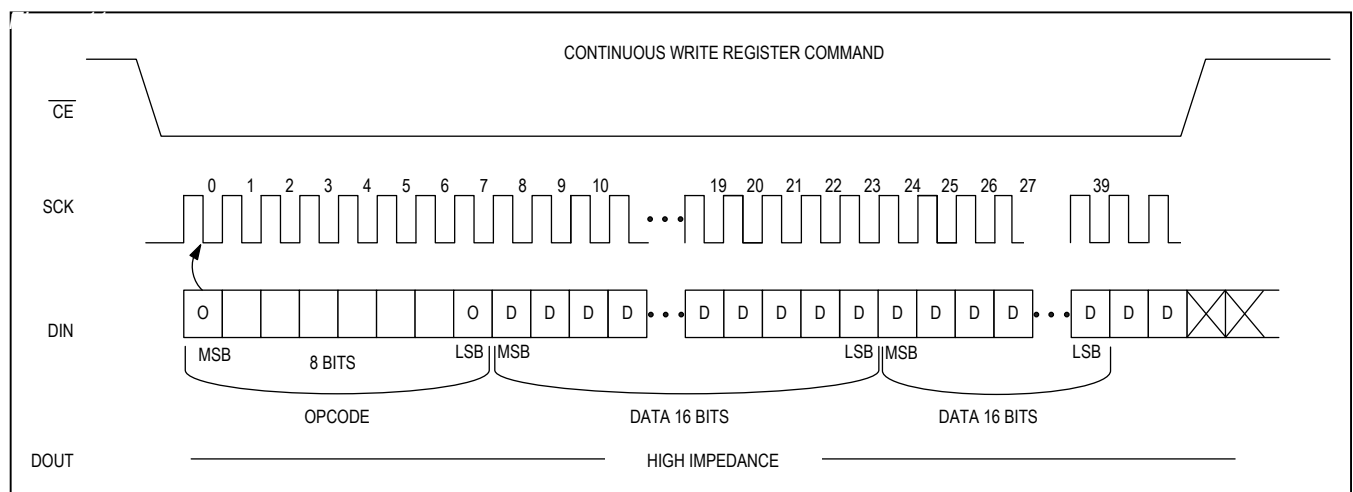 CONTINUOUS WRITE REGISTER COMMAND
CE
0 1 2 3 4 5 6 7 8 9 10 19 20 21 22 23 24 25 26 27 39
SCK
DIN
O O D D D D D D D D D D D D D D D D
MSB 8 BITS LSB MSB LSB MSB LSB
OPCODE DATA 16 BITS DATA 16 BITS
DOUT HIGH IMPEDANCE